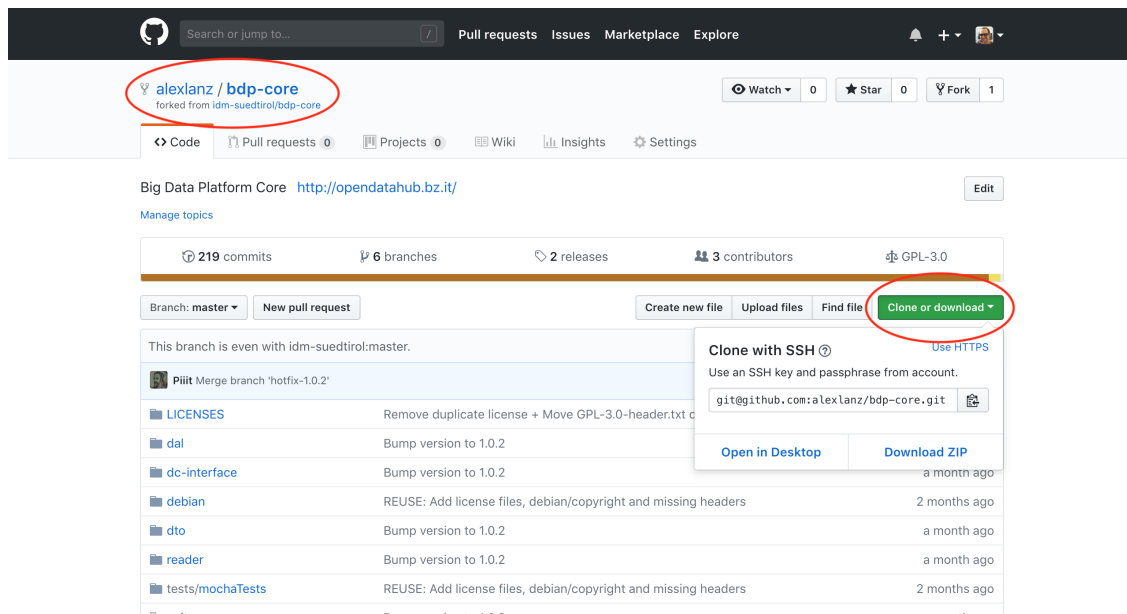 Search or jump to... / Pull requests Issues Marketplace Explore
alexlanz / bdp-core Watch 0 Star 0 Fork 1
forked from idm-suedtirol/bdp-core
Code Pull requests 0 Projects 0 Wiki Insights Settings
Big Data Platform Core http://opendatahub.bz.it/ Edit
Manage topics
219 commits 6 branches 2 releases 3 contributors GPL-3.0
Branch: master New pull request Create new file Upload files Find file Clone or download
This branch is even with idm-suedtirol:master.
Clone with SSH Use HTTPS
Use an SSH key and passphrase from account.
Piiit Merge branch 'hotfix-1.0.2'
git@github.com:alexlanz/bdp-core.git
LICENSES Remove duplicate license + Move GPL-3.0-header.txt
dal Bump version to 1.0.2
Open in Desktop Download ZIP
dc-interface Bump version to 1.0.2 a month ago
debian REUSE: Add license files, debian/copyright and missing headers 2 months ago
dto Bump version to 1.0.2 a month ago
reader Bump version to 1.0.2 a month ago
tests/mochaTests REUSE: Add license files, debian/copyright and missing headers 2 months ago